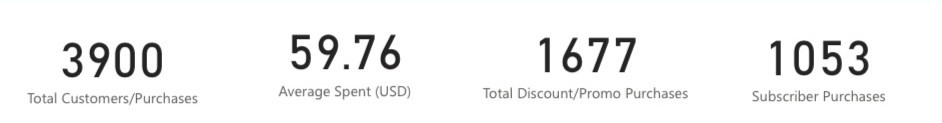 3900
Total Customers/Purchases
59.76
Average Spent (USD)
1677
Total Discount/Promo Purchases
1053
Subscriber Purchases